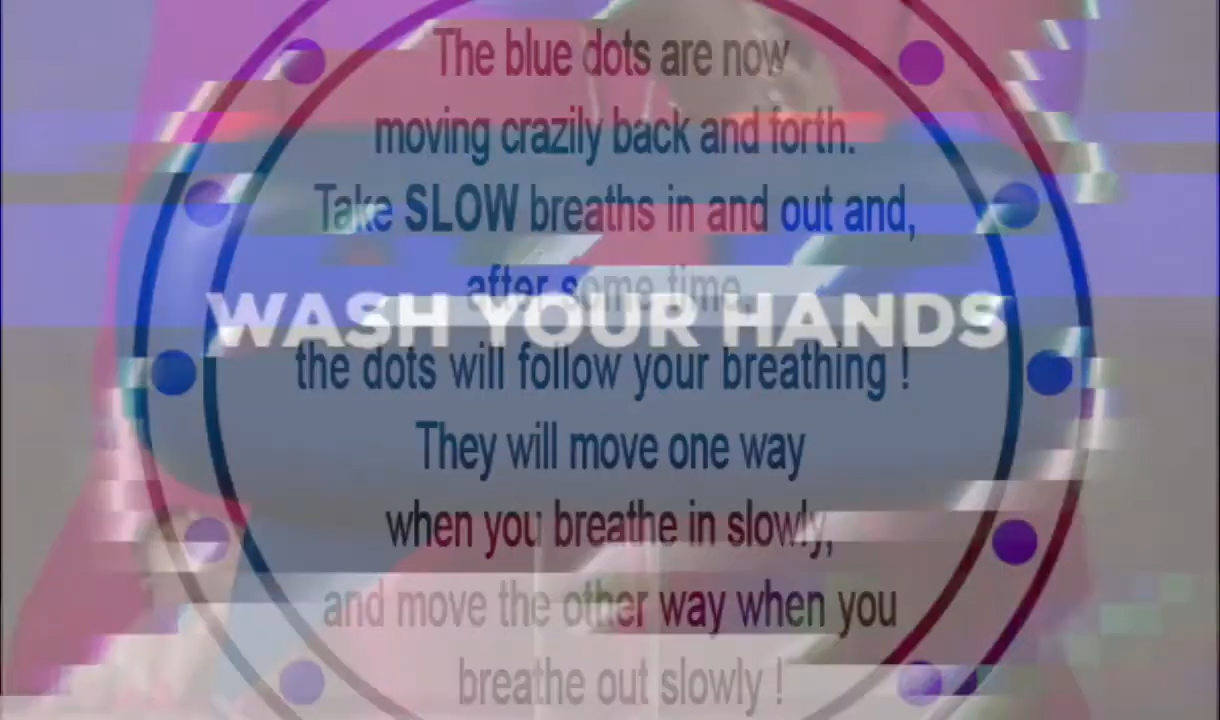 The blue dots are now
moving crazily back and forth.
Take SLOW breaths in and out and,
after some time,
WASH YOUR HANDS
the dots will follow your breathing !
They will move one way
when you breathe in slowly,
and move the other way when you
breathe out slowly !